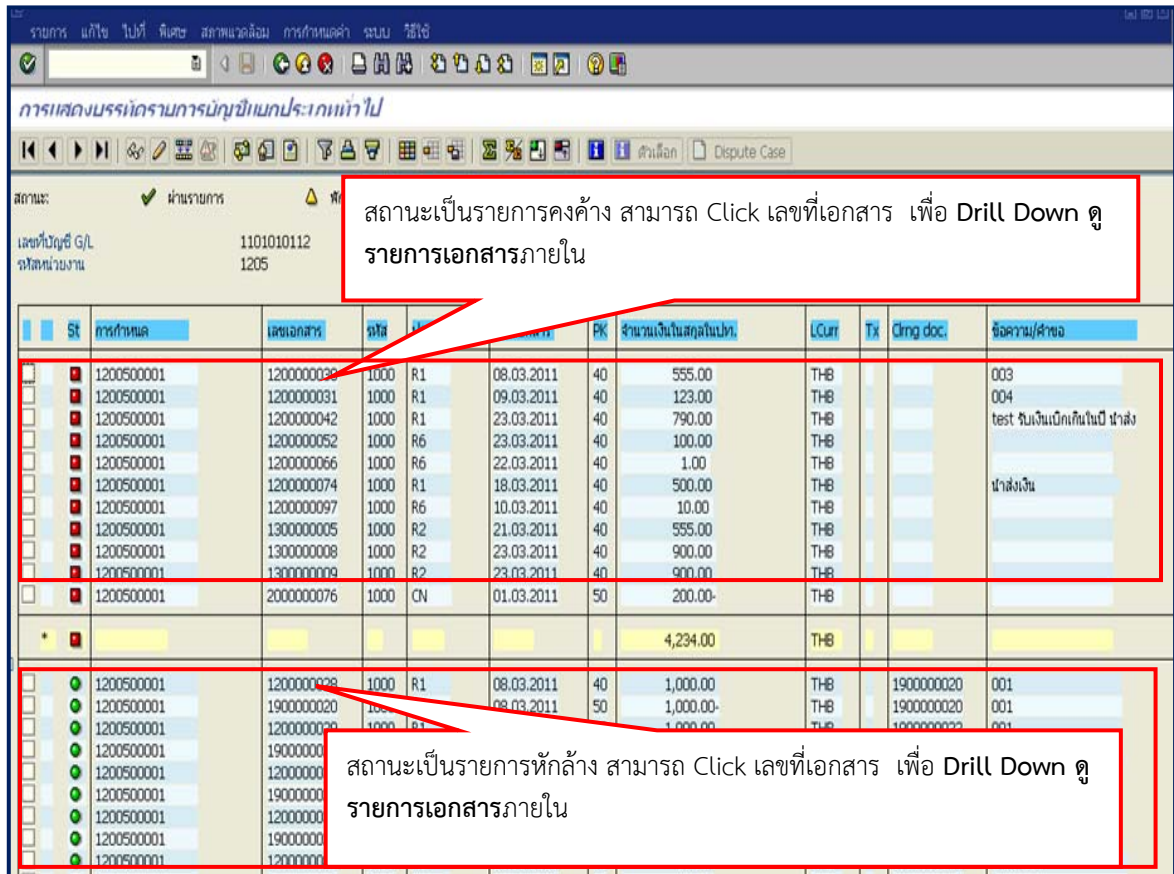 รายการ แก้ไข ไปที่ พิเศษ สภาพแวดล้อม การกำหนดค่า ระบบ วิธีใช้
การแสดงบรรทัดรายการบัญชีแยกประเภททั่วไป
ตัวเลือก Dispute Case
สถานะ: ผ่านรายการ
สถานะเป็นรายการคงค้าง สามารถ Click เลขที่เอกสาร เพื่อ Drill Down ดู
รายการเอกสารภายใน
เลขที่บัญชี G/L 1101010112
รหัสหน่วยงาน 1205
St การกำหนด เลขเอกสาร รหัส PK จำนวนเงินในสกุลในปท. LCurr Tx Clrng doc. ข้อความ/คำขอ
1200500001 1000 R1 08.03.2011 40 555.00 THB 003
1200500001 1200000031 1000 R1 09.03.2011 40 123.00 THB 004
1200500001 1200000042 1000 R1 23.03.2011 40 790.00 THB test รับเงินเบิกเกินในปี นำส่ง
1200500001 1200000052 1000 R6 23.03.2011 40 100.00 THB
1200500001 1200000066 1000 R6 22.03.2011 40 1.00 THB
1200500001 1200000074 1000 R1 18.03.2011 40 500.00 THB นำส่งเงิน
1200500001 1200000097 1000 R6 10.03.2011 40 10.00 THB
1200500001 1300000005 1000 R2 21.03.2011 40 555.00 THB
1200500001 1300000008 1000 R2 23.03.2011 40 900.00 THB
1200500001 1300000009 1000 R2 23.03.2011 40 900.00 THB
1200500001 2000000076 1000 CN 01.03.2011 50 200.00- THB
* 4,234.00 THB
1200500001 1200000028 1000 R1 08.03.2011 40 1,000.00 THB 1900000020 001
1200500001 1900000020 08.03.2011 50 1,000.00- THB 1900000020 001
1200500001
1200500001
สถานะเป็นรายการหักล้าง สามารถ Click เลขที่เอกสาร เพื่อ Drill Down ดู
รายการเอกสารภายใน
1200500001
1200500001
1200500001
1200500001
1200500001